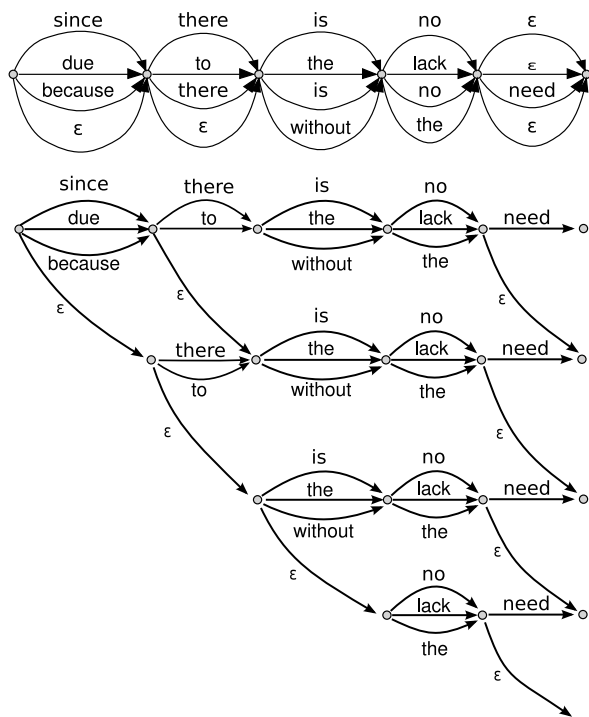 since there is no ε
due to the lack ε
because there is no need
ε ε without the ε
since there is no
due to the lack need
because without the
ε ε ε
there is no
the lack need
to without the
ε ε
is no
the lack need
without the
ε ε
no
lack need
the
ε